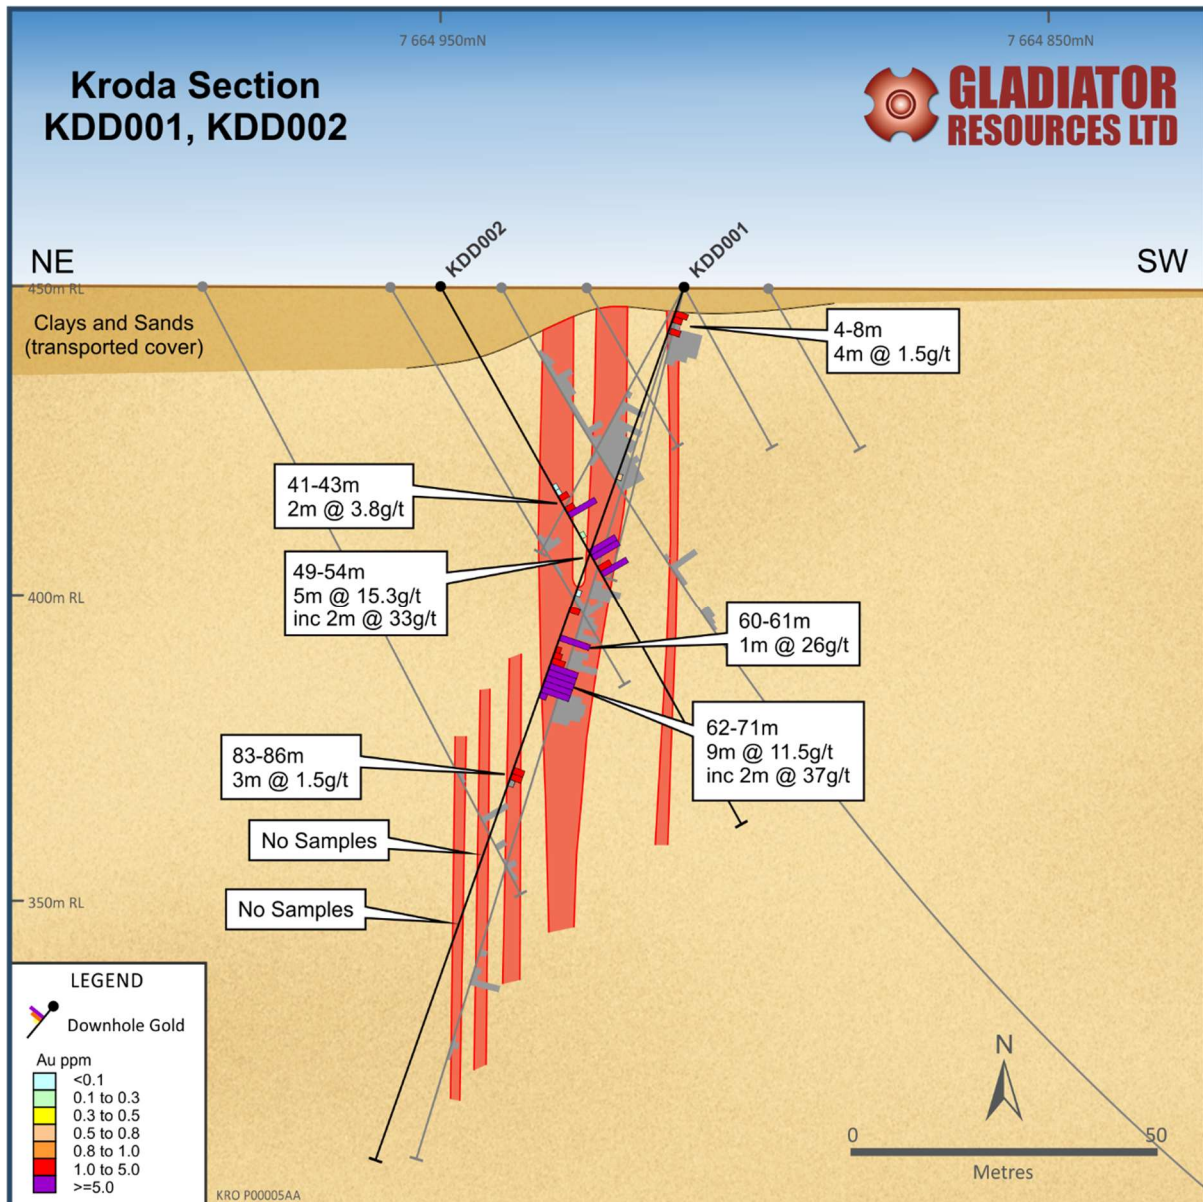 7 664 950mN
7 664 850mN
Kroda Section
KDD001, KDD002
GLADIATOR
RESOURCES LTD
KDD002
KDD001
NE
SW
450m RL
Clays and Sands
(transported cover)
4-8m
4m @ 1.5g/t
41-43m
2m @ 3.8g/t
49-54m
5m @ 15.3g/t
inc 2m @ 33g/t
400m RL
60-61m
1m @ 26g/t
62-71m
9m @ 11.5g/t
inc 2m @ 37g/t
83-86m
3m @ 1.5g/t
No Samples
No Samples
350m RL
LEGEND
Downhole Gold
Au ppm
<0.1
0.1 to 0.3
0.3 to 0.5
0.5 to 0.8
0.8 to 1.0
1.0 to 5.0
>=5.0
KRO P00005AA
N
0
50
Metres